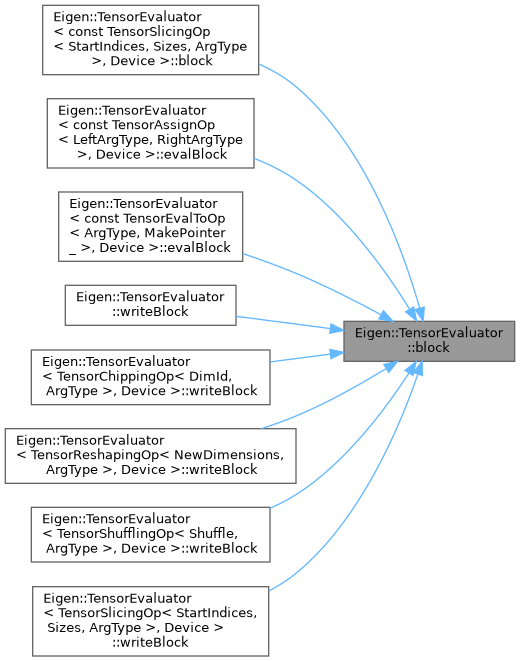 Eigen::TensorEvaluator
< const TensorSlicingOp
< StartIndices, Sizes, ArgType
>, Device >::block
Eigen::TensorEvaluator
< const TensorAssignOp
< LeftArgType, RightArgType
>, Device >::evalBlock
Eigen::TensorEvaluator
< const TensorEvalToOp
< ArgType, MakePointer
_ >, Device >::evalBlock
Eigen::TensorEvaluator
::writeBlock
Eigen::TensorEvaluator
::block
Eigen::TensorEvaluator
< TensorChippingOp< DimId,
ArgType >, Device >::writeBlock
Eigen::TensorEvaluator
< TensorReshapingOp< NewDimensions,
ArgType >, Device >::writeBlock
Eigen::TensorEvaluator
< TensorShufflingOp< Shuffle,
ArgType >, Device >::writeBlock
Eigen::TensorEvaluator
< TensorSlicingOp< StartIndices,
Sizes, ArgType >, Device >
::writeBlock